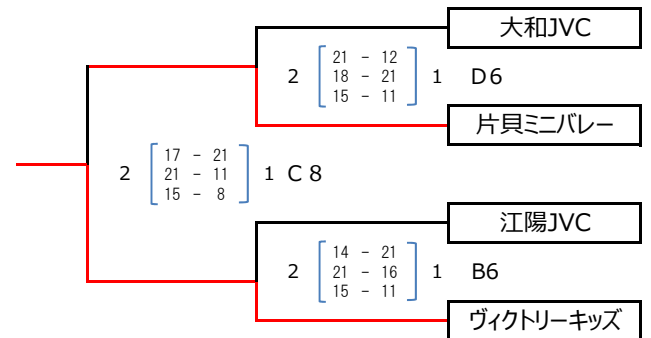 大和JVC
21 - 12
2 18 - 21 1 D6
15 - 11
片貝ミニバレー
17 - 21
2 21 - 11 1 C8
15 - 8
江陽JVC
14 - 21
2 21 - 16 1 B6
15 - 11
ヴィクトリーキッズ